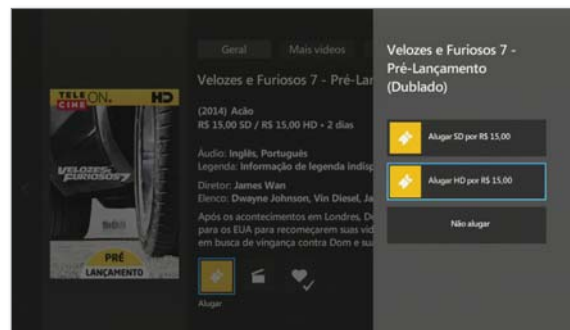 Geral
Mais vídeos
Velozes e Furiosos 7 - Pré-Lan
(2014) Acão
R$ 15,00 SD / R$ 15,00 HD • 2 dias
Áudio: Inglês, Português
Legenda: Informação de legenda indisp
Diretor: James Wan
Elenco: Dwayne Johnson, Vin Diesel, Ja
Após os acontecimentos em Londres, D
para os EUA para recomeçarem suas vid
em busca de vingança contra Dom e su
Alugar
TELE CINE ON. HD
VELOZES FURIOSOS7
PRÉ
LANÇAMENTO
Velozes e Furiosos 7 -
Pré-Lançamento
(Dublado)
Alugar SD por R$ 15,00
Alugar HD por R$ 15,00
Não alugar